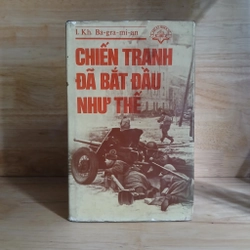 I. Kh. Ba-gra-mi-an
CHIẾN TRANH
ĐÃ BẮT ĐẦU
NHƯ THẾ